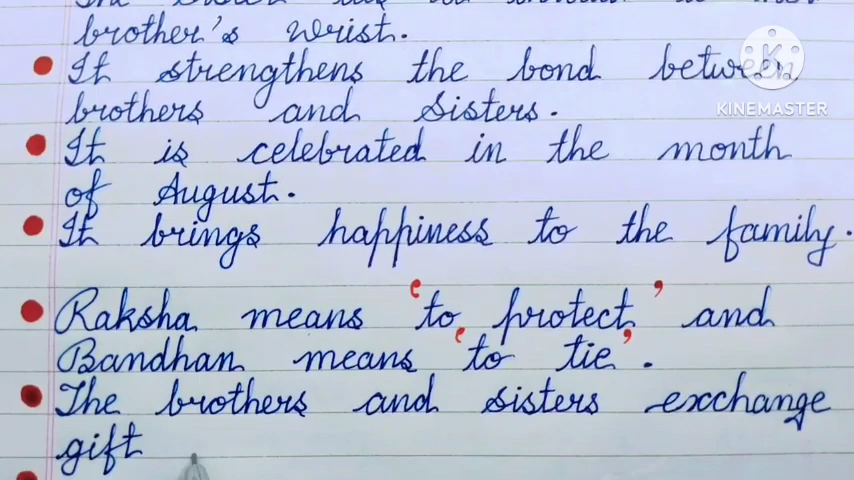 brother's wrist.
It strengthens the bond between
brothers and sisters.
It is celebrated in the month
of August.
It brings happiness to the family.
Raksha means 'to protect' and
Bandhan means 'to tie'.
The brothers and sisters exchange
gift
KINEMASTER